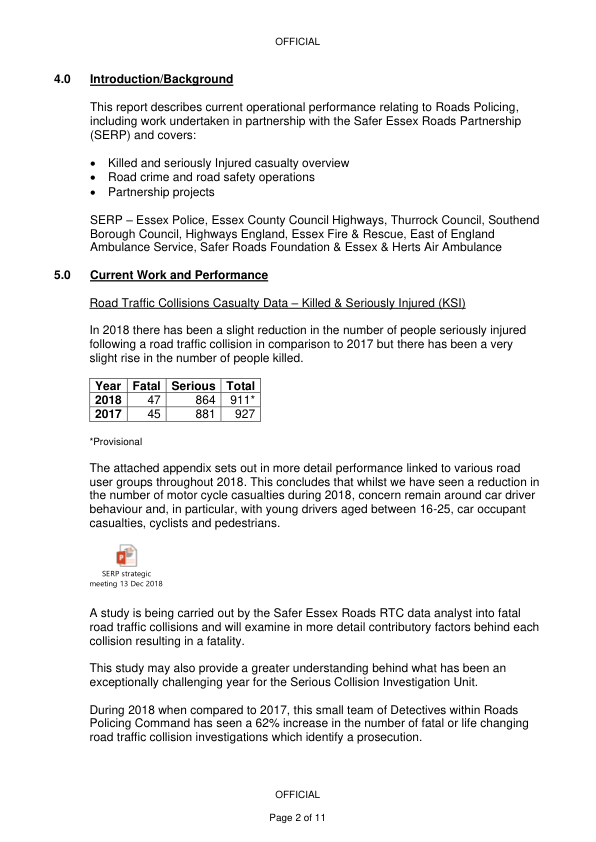 OFFICIAL
4.0 Introduction/Background
This report describes current operational performance relating to Roads Policing,
including work undertaken in partnership with the Safer Essex Roads Partnership
(SERP) and covers:
• Killed and seriously Injured casualty overview
• Road crime and road safety operations
• Partnership projects
SERP – Essex Police, Essex County Council Highways, Thurrock Council, Southend
Borough Council, Highways England, Essex Fire & Rescue, East of England
Ambulance Service, Safer Roads Foundation & Essex & Herts Air Ambulance
5.0 Current Work and Performance
Road Traffic Collisions Casualty Data – Killed & Seriously Injured (KSI)
In 2018 there has been a slight reduction in the number of people seriously injured
following a road traffic collision in comparison to 2017 but there has been a very
slight rise in the number of people killed.
Year Fatal Serious Total
2018 47 864 911*
2017 45 881 927
*Provisional
The attached appendix sets out in more detail performance linked to various road
user groups throughout 2018. This concludes that whilst we have seen a reduction in
the number of motor cycle casualties during 2018, concern remain around car driver
behaviour and, in particular, with young drivers aged between 16-25, car occupant
casualties, cyclists and pedestrians.
P
SERP strategic
meeting 13 Dec 2018
A study is being carried out by the Safer Essex Roads RTC data analyst into fatal
road traffic collisions and will examine in more detail contributory factors behind each
collision resulting in a fatality.
This study may also provide a greater understanding behind what has been an
exceptionally challenging year for the Serious Collision Investigation Unit.
During 2018 when compared to 2017, this small team of Detectives within Roads
Policing Command has seen a 62% increase in the number of fatal or life changing
road traffic collision investigations which identify a prosecution.
OFFICIAL
Page 2 of 11